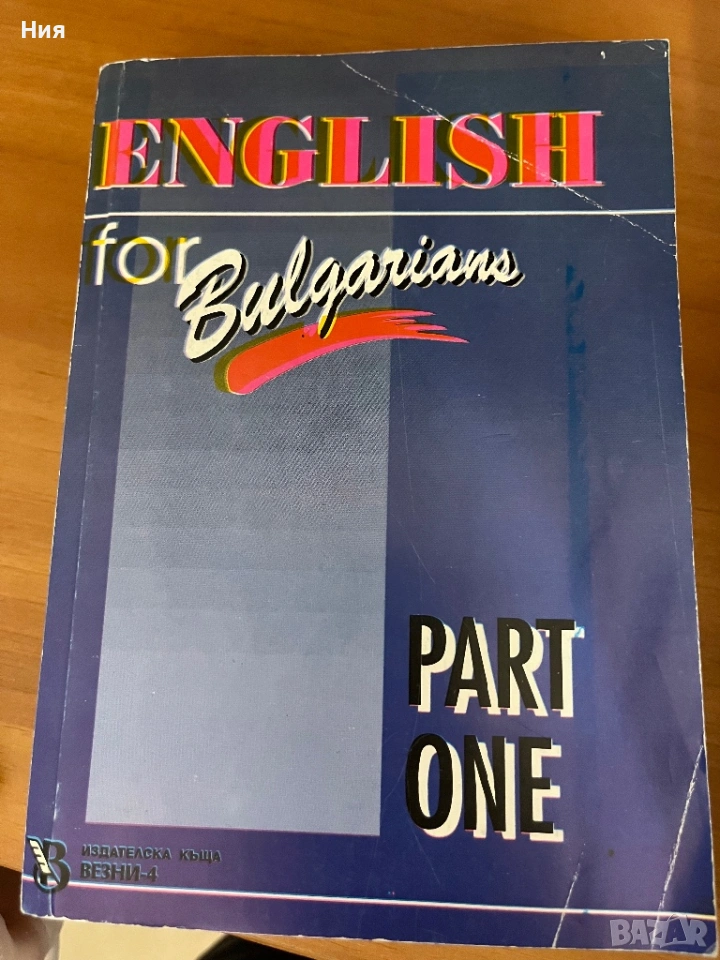 Ния
ENGLISH
for Bulgarians
PART
ONE
ИЗДАТЕЛСКА КЪЩА
ВЕЗНИ-4
BAZAR